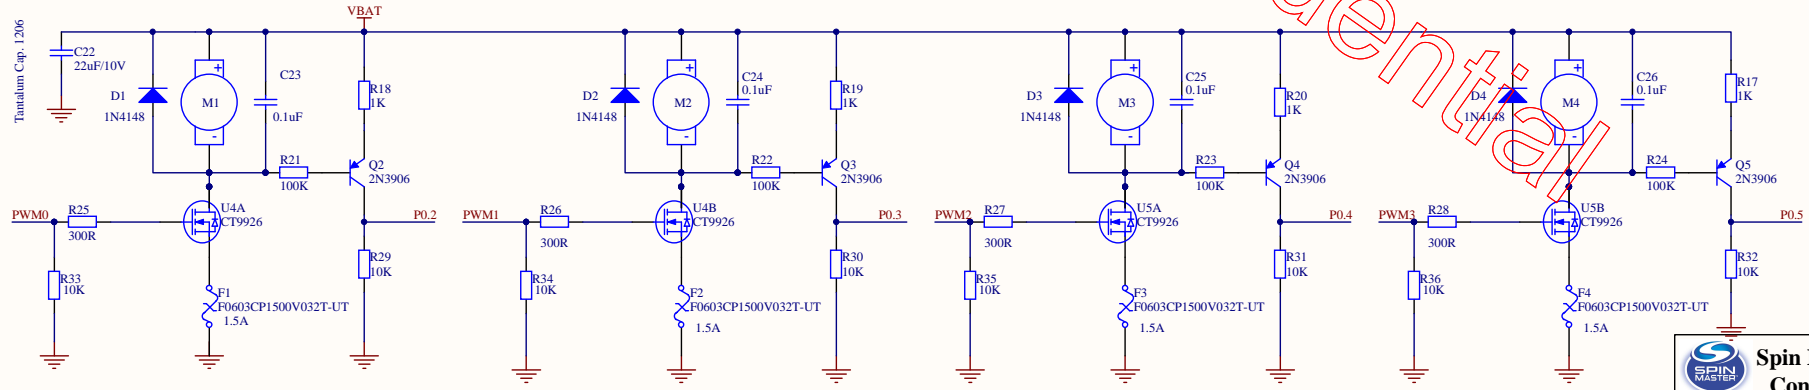 VBAT
Tantalum Cap. 1206
C22
22uF/10V
D1
1N4148
M1
+
-
C23
0.1uF
R18
1K
R21
100K
Q2
2N3906
PWM0
R25
300R
U4A
CT9926
P0.2
R33
10K
F1
F0603CP1500V032T-UT
1.5A
R29
10K
D2
1N4148
M2
+
-
C24
0.1uF
R19
1K
R22
100K
Q3
2N3906
PWM1
R26
300R
U4B
CT9926
P0.3
R34
10K
F2
F0603CP1500V032T-UT
1.5A
R30
10K
D3
1N4148
M3
+
-
C25
0.1uF
R20
1K
R23
100K
Q4
2N3906
PWM2
R27
300R
U5A
CT9926
P0.4
R35
10K
F3
F0603CP1500V032T-UT
1.5A
R31
10K
D4
1N4148
M4
+
-
C26
0.1uF
R17
1K
R24
100K
Q5
2N3906
PWM3
R28
300R
U5B
CT9926
P0.5
R36
10K
F4
F0603CP1500V032T-UT
1.5A
R32
10K
dential
SPIN
MASTER
Spin
Con